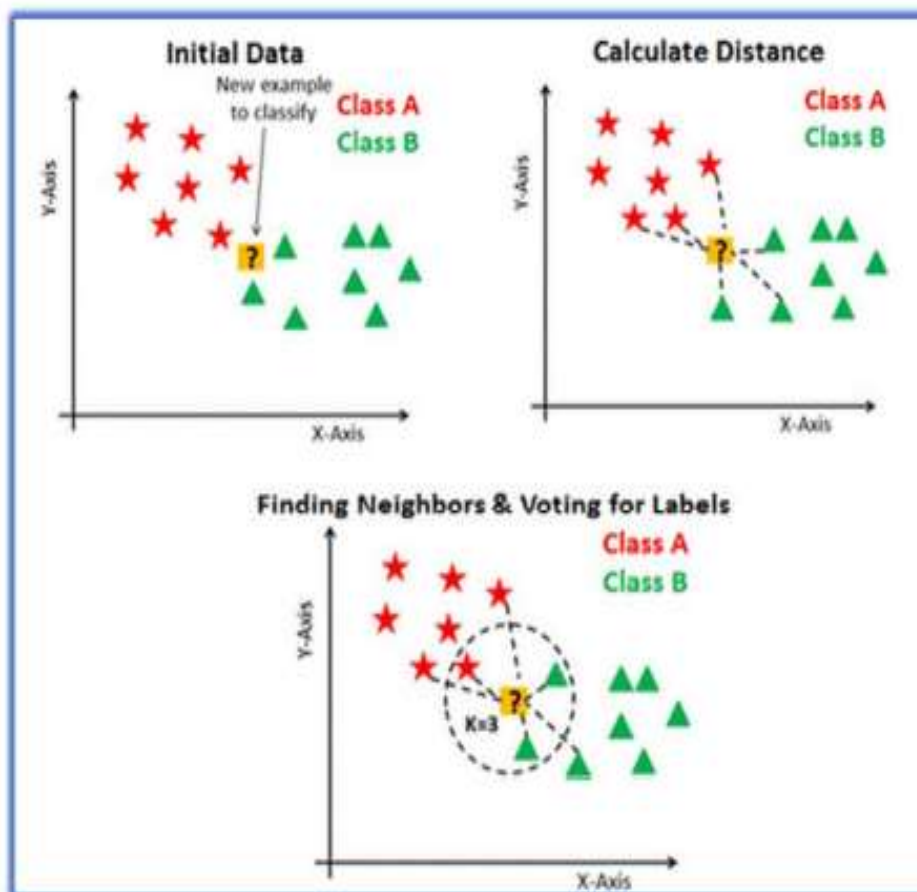 Initial Data
New example
to classify
Class A
Class B
?
Y-Axis
X-Axis
Calculate Distance
Class A
Class B
?
Y-Axis
X-Axis
Finding Neighbors & Voting for Labels
Class A
Class B
?
K=3
Y-Axis
X-Axis